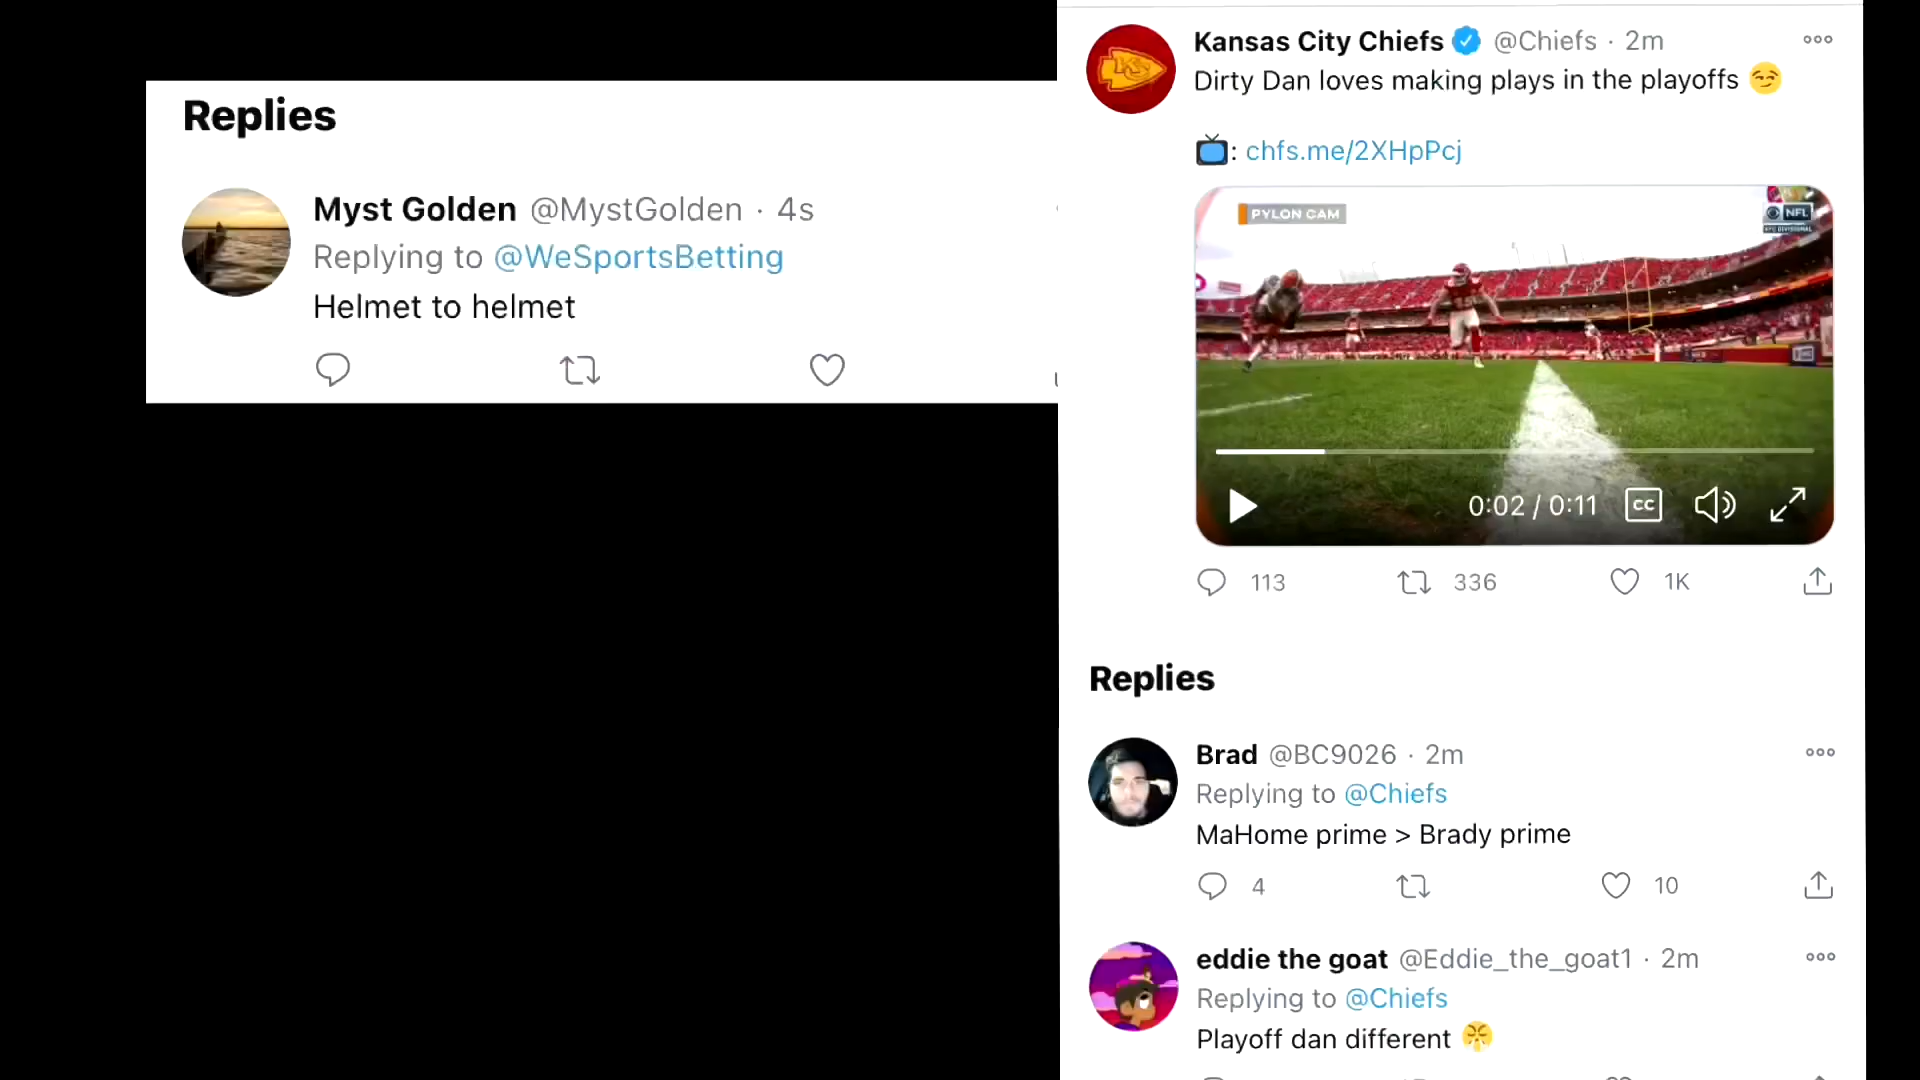 Replies
Myst Golden @MystGolden · 4s
Replying to @WeSportsBetting
Helmet to helmet
Kansas City Chiefs @Chiefs · 2m
Dirty Dan loves making plays in the playoffs 😏
📺: chfs.me/2XHpPcj
PYLON CAM
NFL
0:02 / 0:11 CC
113 336 1K
Replies
Brad @BC9026 · 2m
Replying to @Chiefs
MaHome prime > Brady prime
4 10
eddie the goat @Eddie_the_goat1 · 2m
Replying to @Chiefs
Playoff dan different 😤